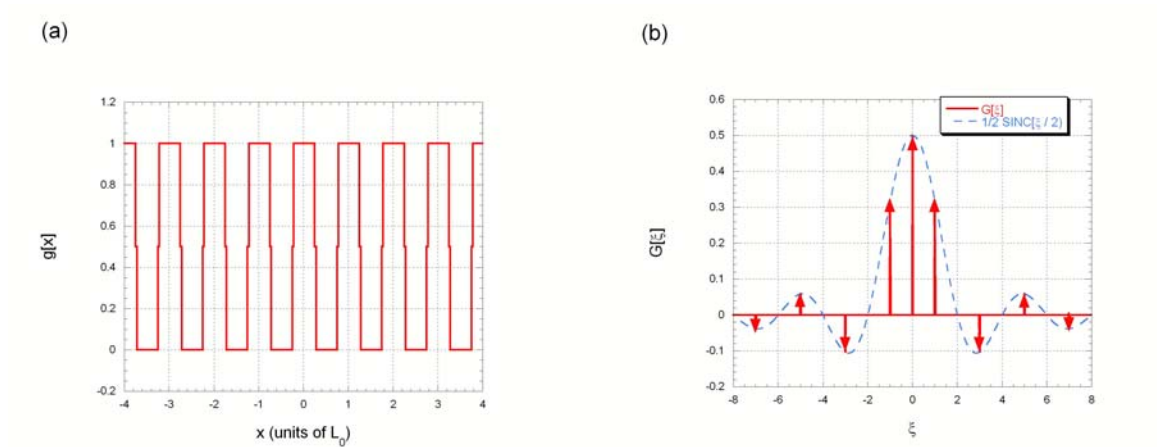 (a)
(b)
1.2
1
0.8
0.6
0.4
0.2
0
-0.2
g[x]
-4 -3 -2 -1 0 1 2 3 4
x (units of L0)
0.6
0.5
0.4
0.3
0.2
0.1
0
-0.1
-0.2
G[ξ]
G[ξ]
1/2 SINC[ξ / 2)
-8 -6 -4 -2 0 2 4 6 8
ξ